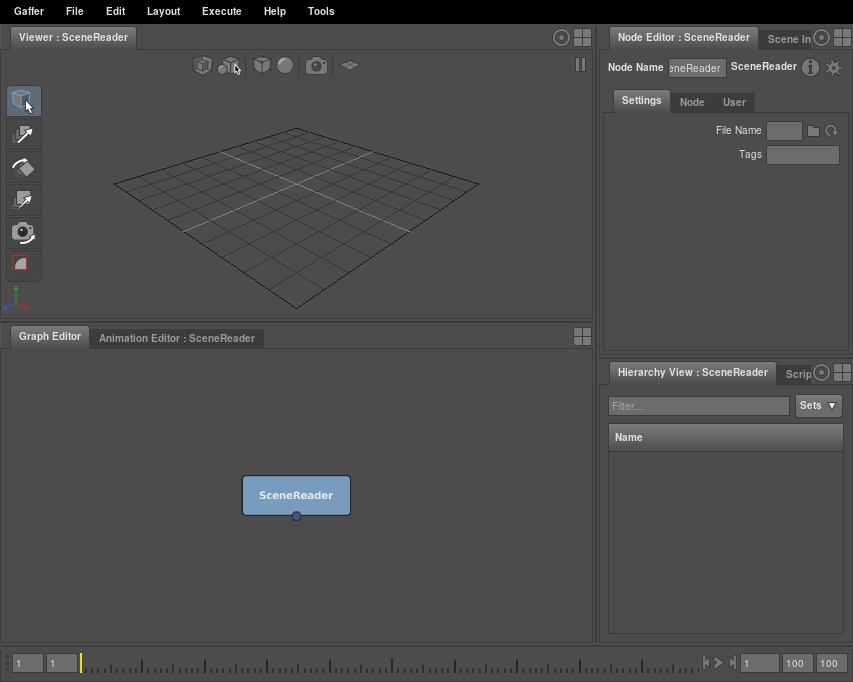 Gaffer File Edit Layout Execute Help Tools
Viewer : SceneReader
Node Editor : SceneReader Scene In
Node Name eneReader SceneReader
Settings Node User
File Name
Tags
Graph Editor Animation Editor : SceneReader
SceneReader
Hierarchy View : SceneReader Scrip
Filter... Sets
Name
1 1 1 100 100